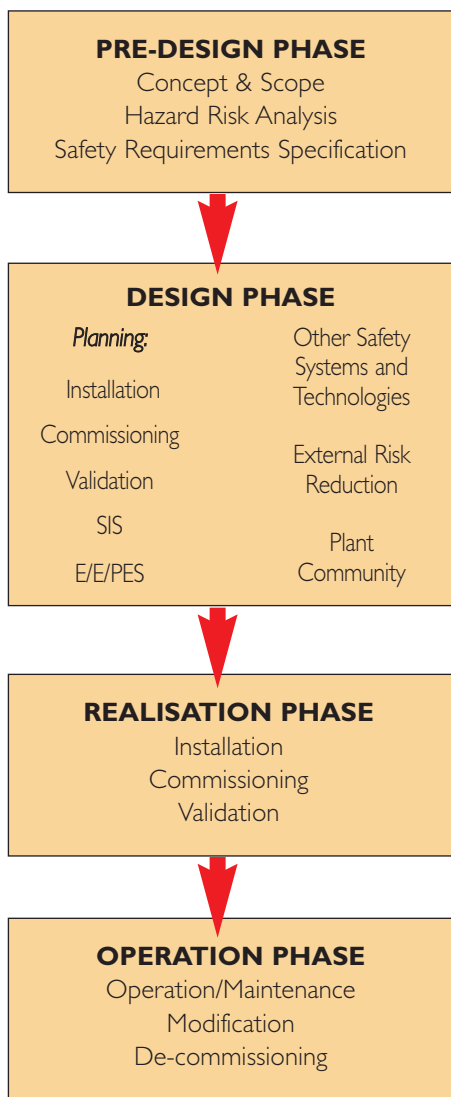 PRE-DESIGN PHASE
Concept & Scope
Hazard Risk Analysis
Safety Requirements Specification
DESIGN PHASE
Planning:
Installation
Commissioning
Validation
SIS
E/E/PES
Other Safety
Systems and
Technologies
External Risk
Reduction
Plant
Community
REALISATION PHASE
Installation
Commissioning
Validation
OPERATION PHASE
Operation/Maintenance
Modification
De-commissioning